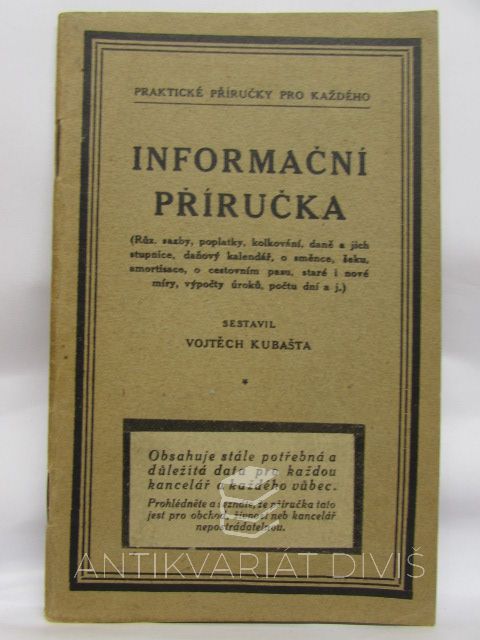 PRAKTICKÉ PŘÍRUČKY PRO KAŽDÉHO
INFORMAČNÍ
PŘÍRUČKA
(Růz. sazby, poplatky, kolkování, daně a jich
stupnice, daňový kalendář, o směnce, šeku,
amortisace, o cestovním pasu, staré i nové
míry, výpočty úroků, počtu dní a j.)
SESTAVIL
VOJTĚCH KUBAŠTA
*
Obsahuje stále potřebná a
důležitá data pro každou
kancelář a každého vůbec.
Prohlédněte a seznáte, že příručka tato
jest pro obchod, živnost neb kancelář
nepostrádatelnou.
ANTIKVARIÁT DIVIŠ